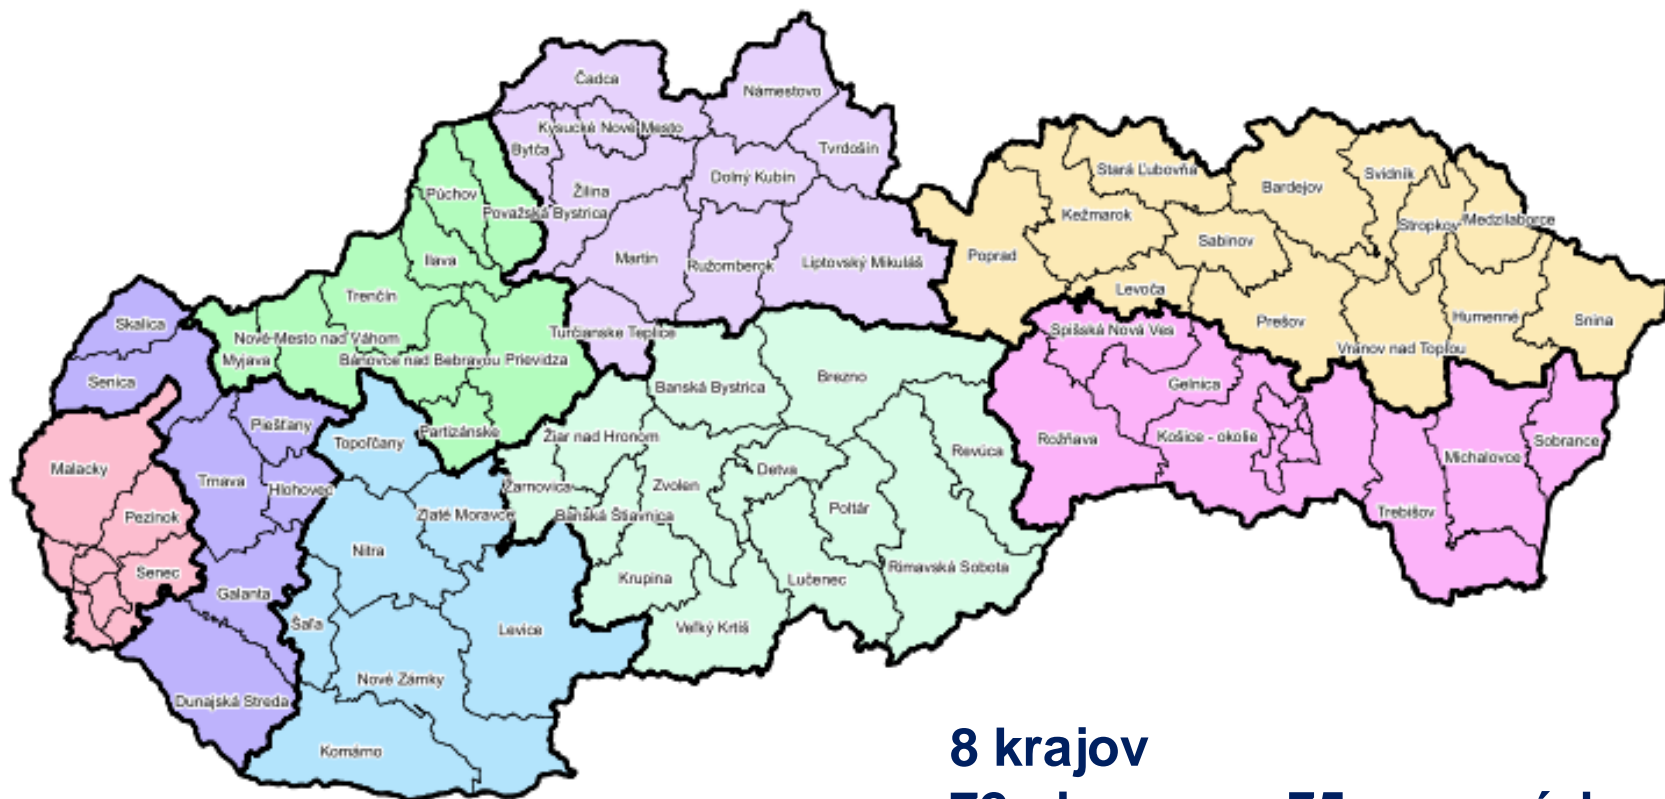 Čadca
Námestovo
Kysucké Nové Mesto
Bytča
Tvrdošín
Stará Ľubovňa
Svidník
Dolný Kubín
Bardejov
Púchov
Žilina
Považská Bystrica
Kežmarok
Stropkov
Medzilaborce
Sabinov
Ilava
Martin
Ružomberok
Liptovský Mikuláš
Poprad
Levoča
Trenčín
Skalica
Nové Mesto nad Váhom
Turčianske Teplice
Spišská Nová Ves
Prešov
Humenné
Snina
Myjava
Bánovce nad Bebravou
Prievidza
Vranov nad Topľou
Senica
Banská Bystrica
Brezno
Gelnica
Piešťany
Topoľčany
Partizánske
Žiar nad Hronom
Revúca
Rožňava
Košice - okolie
Sobrance
Malacky
Trnava
Hlohovec
Žarnovica
Zvolen
Detva
Michalovce
Pezinok
Zlaté Moravce
Banská Štiavnica
Poltár
Trebišov
Nitra
Senec
Galanta
Krupina
Lučenec
Rimavská Sobota
Šaľa
Levice
Veľký Krtíš
Nové Zámky
Dunajská Streda
Komárno
8 krajov